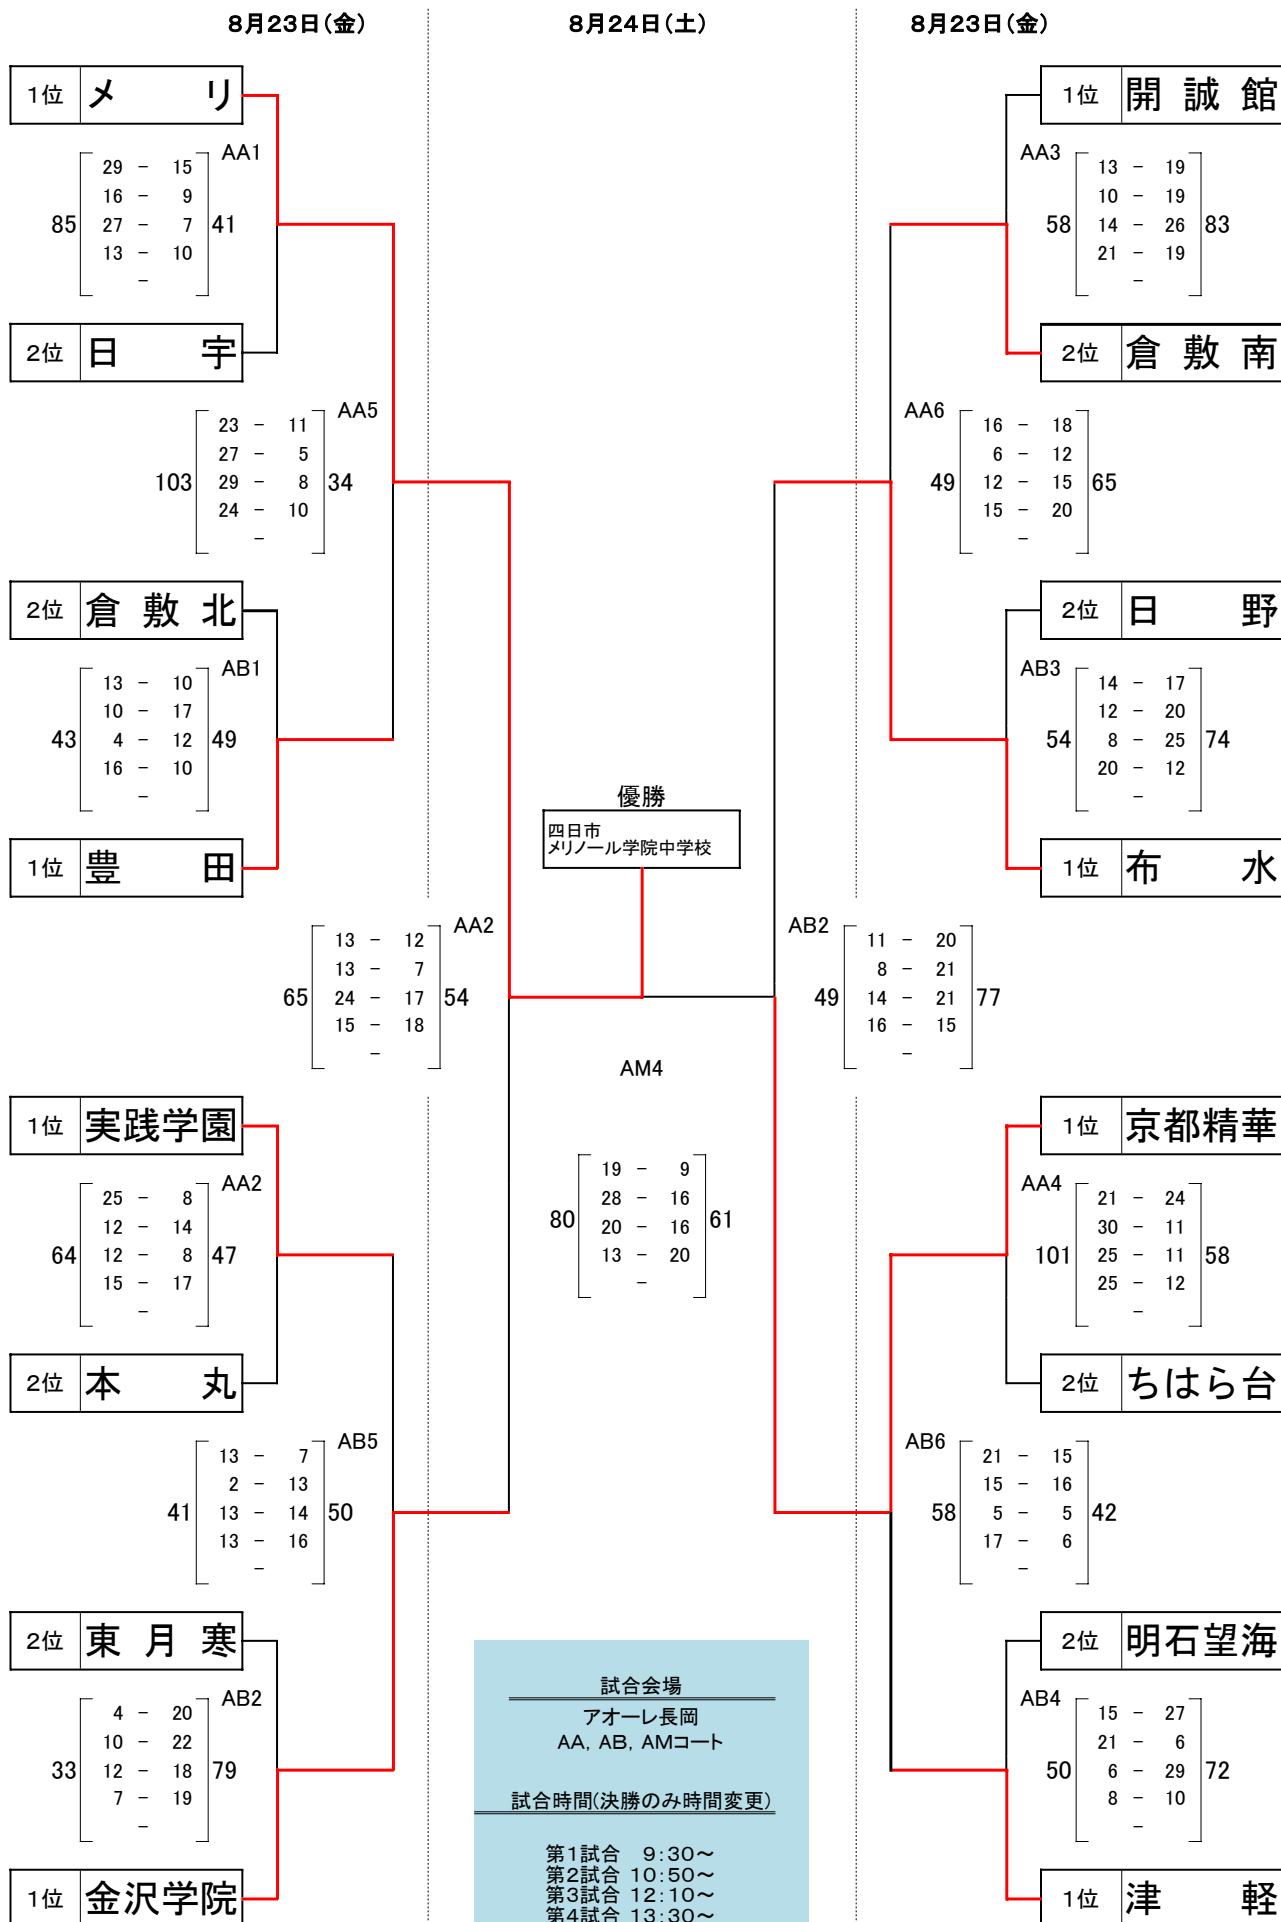 8月23日(金)
8月24日(土)
8月23日(金)
1位 メリ
AA1
85 41
29 － 15
16 － 9
27 － 7
13 － 10
－
2位 日宇
AA5
103 34
23 － 11
27 － 5
29 － 8
24 － 10
－
2位 倉敷北
AB1
43 49
13 － 10
10 － 17
4 － 12
16 － 10
－
1位 豊田
AA2
65 54
13 － 12
13 － 7
24 － 17
15 － 18
－
1位 実践学園
AA2
64 47
25 － 8
12 － 14
12 － 8
15 － 17
－
2位 本丸
AB5
41 50
13 － 7
2 － 13
13 － 14
13 － 16
－
2位 東月寒
AB2
33 79
4 － 20
10 － 22
12 － 18
7 － 19
－
1位 金沢学院
優勝
四日市
メリノール学院中学校
AM4
80 61
19 － 9
28 － 16
20 － 16
13 － 20
－
試合会場
アオーレ長岡
AA, AB, AMコート
試合時間(決勝のみ時間変更)
第1試合 9:30～
第2試合 10:50～
第3試合 12:10～
第4試合 13:30～
1位 開誠館
AA3
58 83
13 － 19
10 － 19
14 － 26
21 － 19
－
2位 倉敷南
AA6
49 65
16 － 18
6 － 12
12 － 15
15 － 20
－
2位 日野
AB3
54 74
14 － 17
12 － 20
8 － 25
20 － 12
－
1位 布水
AB2
49 77
11 － 20
8 － 21
14 － 21
16 － 15
－
1位 京都精華
AA4
101 58
21 － 24
30 － 11
25 － 11
25 － 12
－
2位 ちはら台
AB6
58 42
21 － 15
15 － 16
5 － 5
17 － 6
－
2位 明石望海
AB4
50 72
15 － 27
21 － 6
6 － 29
8 － 10
－
1位 津軽